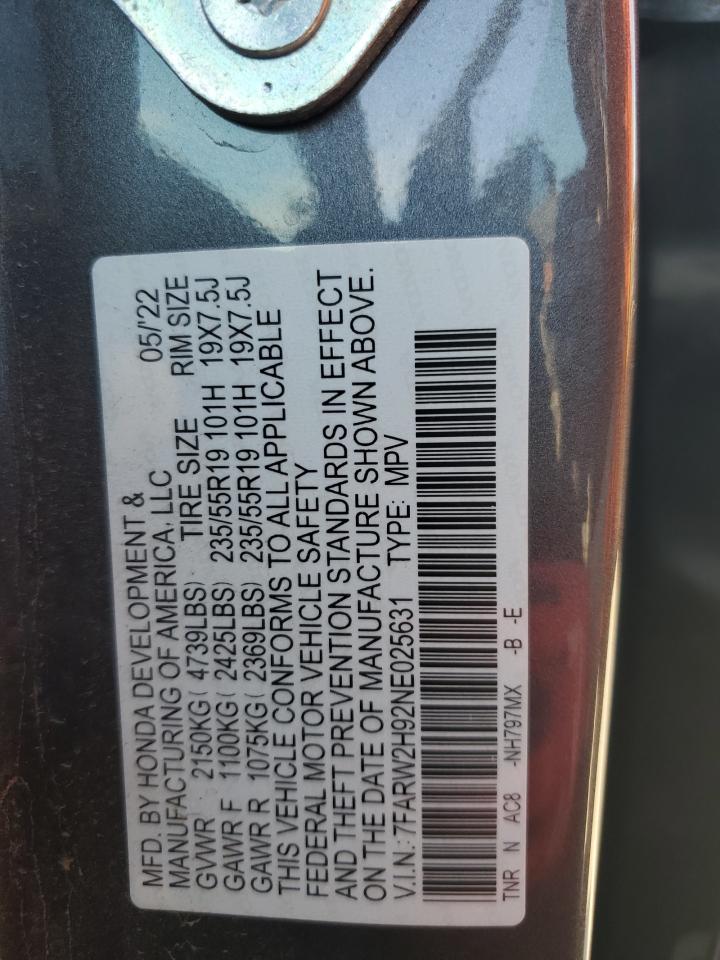 MFD. BY HONDA DEVELOPMENT &
MANUFACTURING OF AMERICA, LLC 05/'22
GVWR 2150KG( 4739LBS) TIRE SIZE RIM SIZE
GAWR F 1100KG( 2425LBS) 235/55R19 101H 19X7.5J
GAWR R 1075KG( 2369LBS) 235/55R19 101H 19X7.5J
THIS VEHICLE CONFORMS TO ALL APPLICABLE
FEDERAL MOTOR VEHICLE SAFETY
AND THEFT PREVENTION STANDARDS IN EFFECT
ON THE DATE OF MANUFACTURE SHOWN ABOVE.
V.I.N.: 7FARW2H92NE025631 TYPE: MPV
TNR N AC8 -NH797MX -B -E